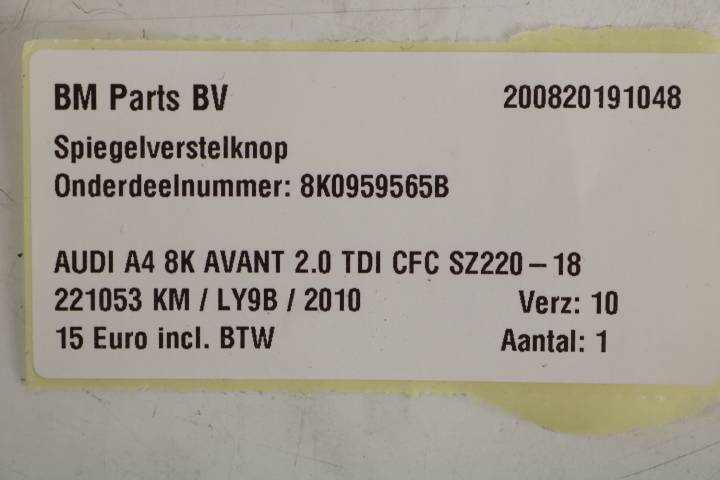 BM Parts BV 200820191048
Spiegelverstelknop
Onderdeelnummer: 8K0959565B
AUDI A4 8K AVANT 2.0 TDI CFC SZ220-18
221053 KM / LY9B / 2010 Verz: 10
15 Euro incl. BTW Aantal: 1